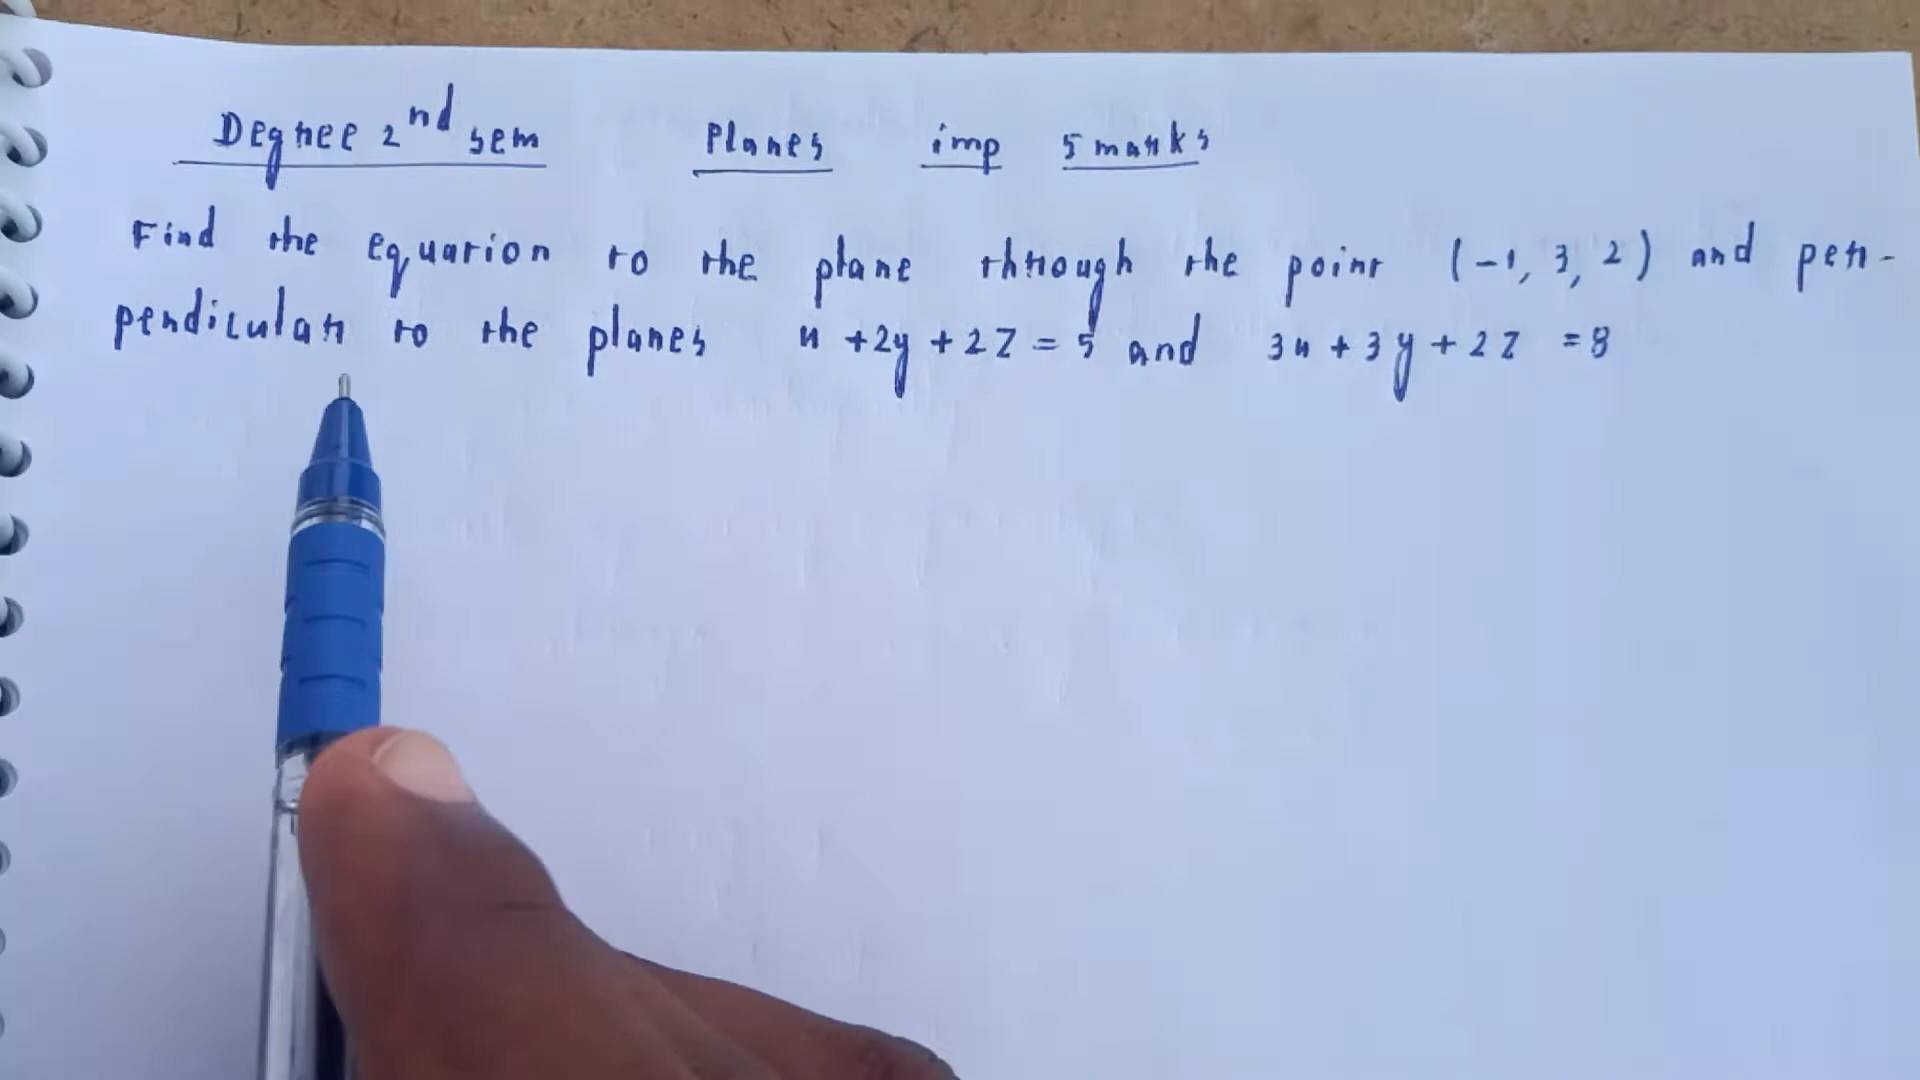 Degree 2nd sem Planes imp 5 marks
Find the equation to the plane through the point (-1, 3, 2) and per-
pendicular to the planes x + 2y + 2z = 5 and 3x + 3y + 2z = 8